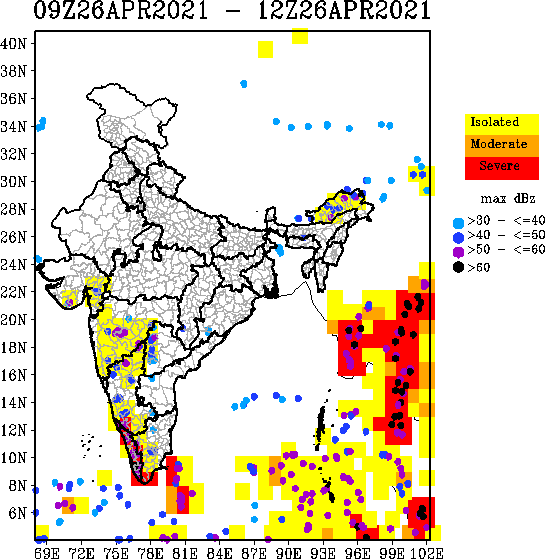 09Z26APR2021 - 12Z26APR2021
40N
38N
36N
34N
32N
30N
28N
26N
24N
22N
20N
18N
16N
14N
12N
10N
8N
6N
69E 72E 75E 78E 81E 84E 87E 90E 93E 96E 99E 102E
Isolated
Moderate
Severe
max dBz
>30 - <=40
>40 - <=50
>50 - <=60
>60